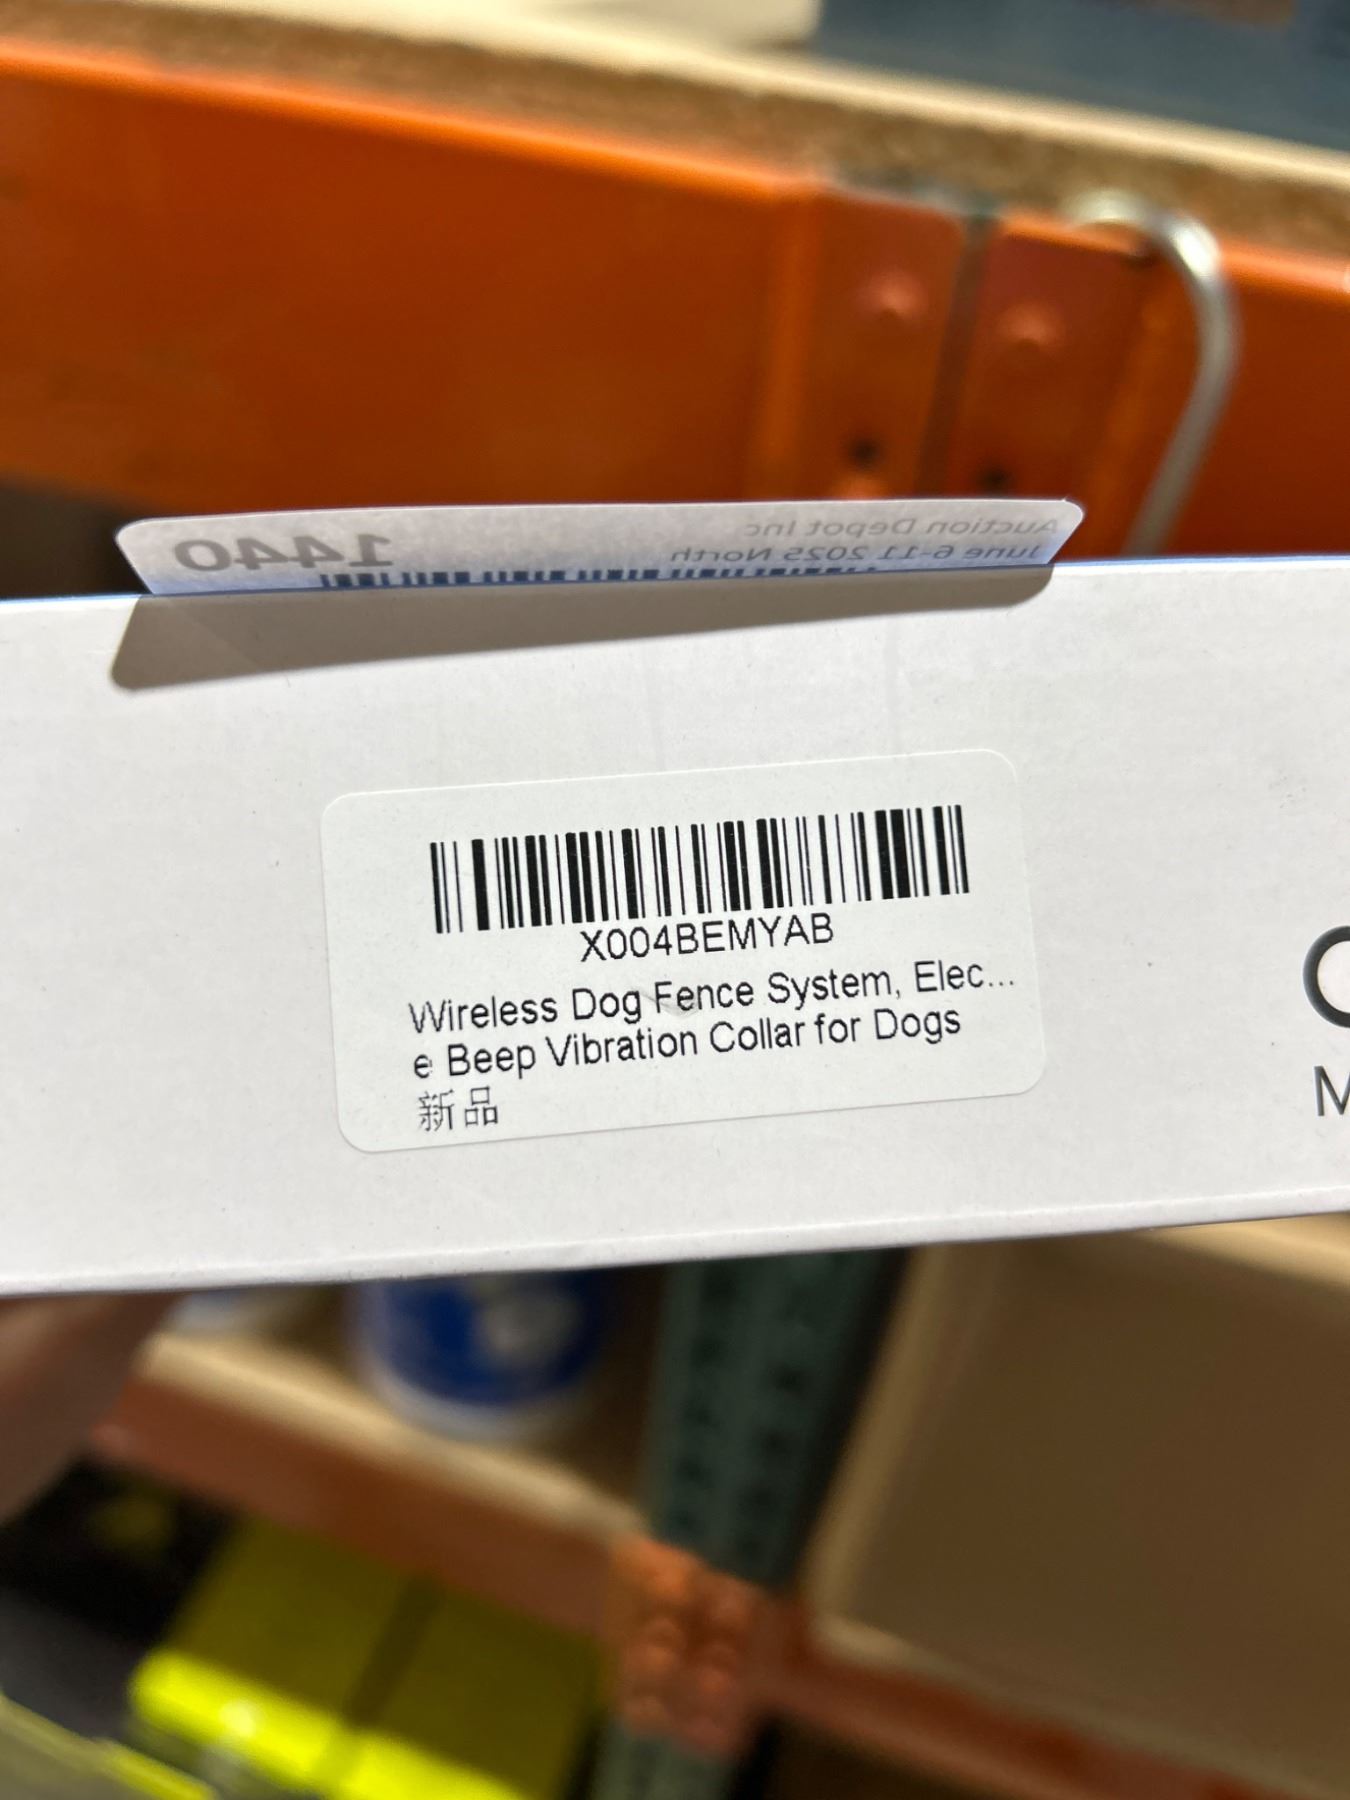 Auction Depot Inc
June 6-11 2025 North
1440
X004BEMYAB
Wireless Dog Fence System, Elec...
e Beep Vibration Collar for Dogs
新品